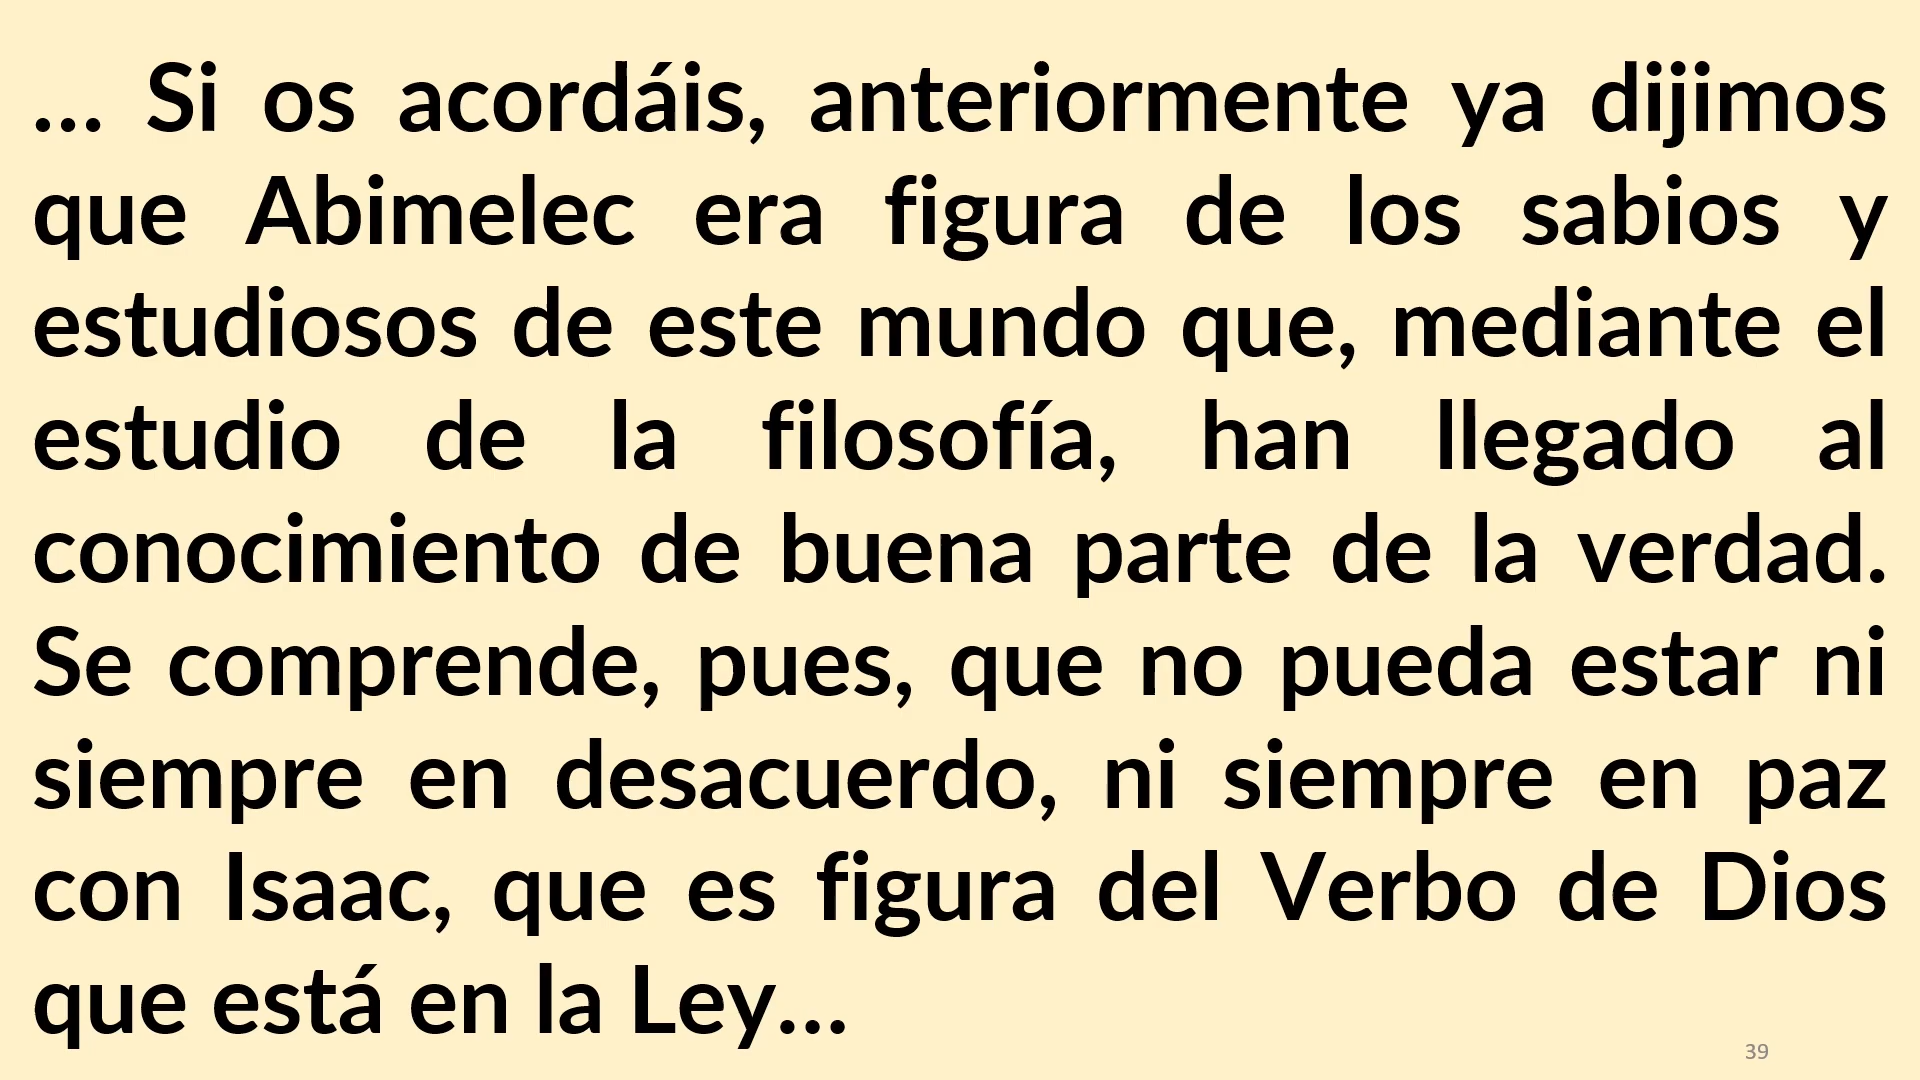 … Si os acordáis, anteriormente ya dijimos
que Abimelec era figura de los sabios y
estudiosos de este mundo que, mediante el
estudio de la filosofía, han llegado al
conocimiento de buena parte de la verdad.
Se comprende, pues, que no pueda estar ni
siempre en desacuerdo, ni siempre en paz
con Isaac, que es figura del Verbo de Dios
que está en la Ley…
39